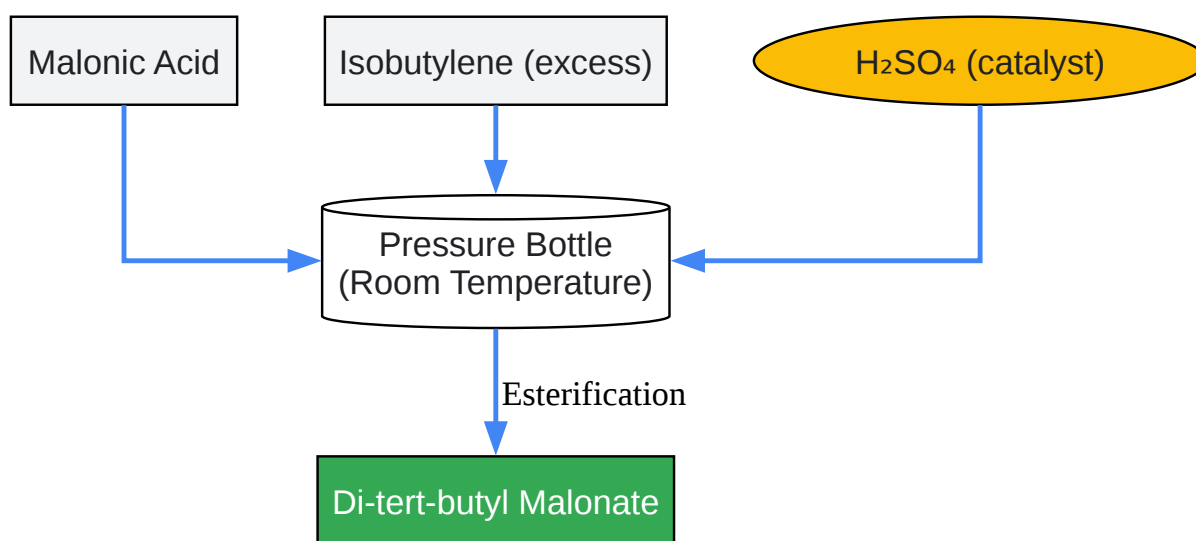 Malonic Acid
Isobutylene (excess)
H₂SO₄ (catalyst)
Pressure Bottle
(Room Temperature)
Esterification
Di-tert-butyl Malonate